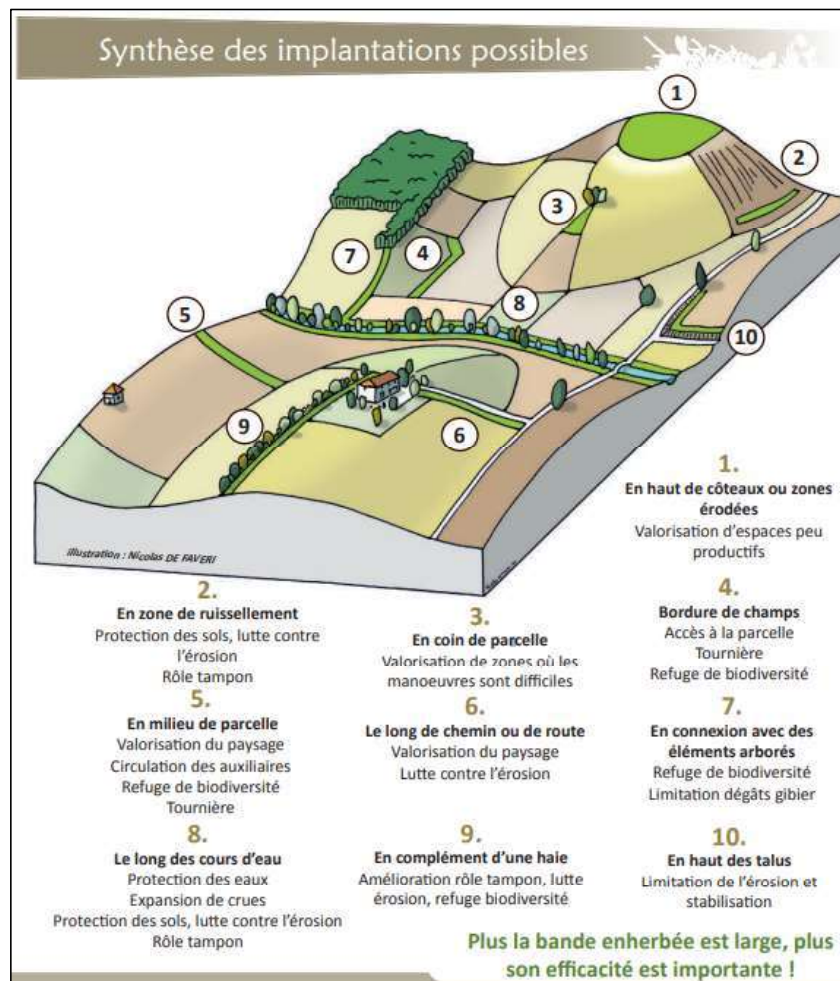 Synthèse des implantations possibles
1
2
3
7
4
8
5
10
9
6
illustration : Nicolas DE FAVERI
1.
En haut de côteaux ou zones
érodées
Valorisation d'espaces peu
productifs
2.
En zone de ruissellement
Protection des sols, lutte contre
l'érosion
Rôle tampon
3.
En coin de parcelle
Valorisation de zones où les
manoeuvres sont difficiles
4.
Bordure de champs
Accès à la parcelle
Tournière
Refuge de biodiversité
5.
En milieu de parcelle
Valorisation du paysage
Circulation des auxiliaires
Refuge de biodiversité
Tournière
6.
Le long de chemin ou de route
Valorisation du paysage
Lutte contre l'érosion
7.
En connexion avec des
éléments arborés
Refuge de biodiversité
Limitation dégâts gibier
8.
Le long des cours d'eau
Protection des eaux
Expansion de crues
Protection des sols, lutte contre l'érosion
Rôle tampon
9.
En complément d'une haie
Amélioration rôle tampon, lutte
érosion, refuge biodiversité
10.
En haut des talus
Limitation de l'érosion et
stabilisation
Plus la bande enherbée est large, plus
son efficacité est importante !